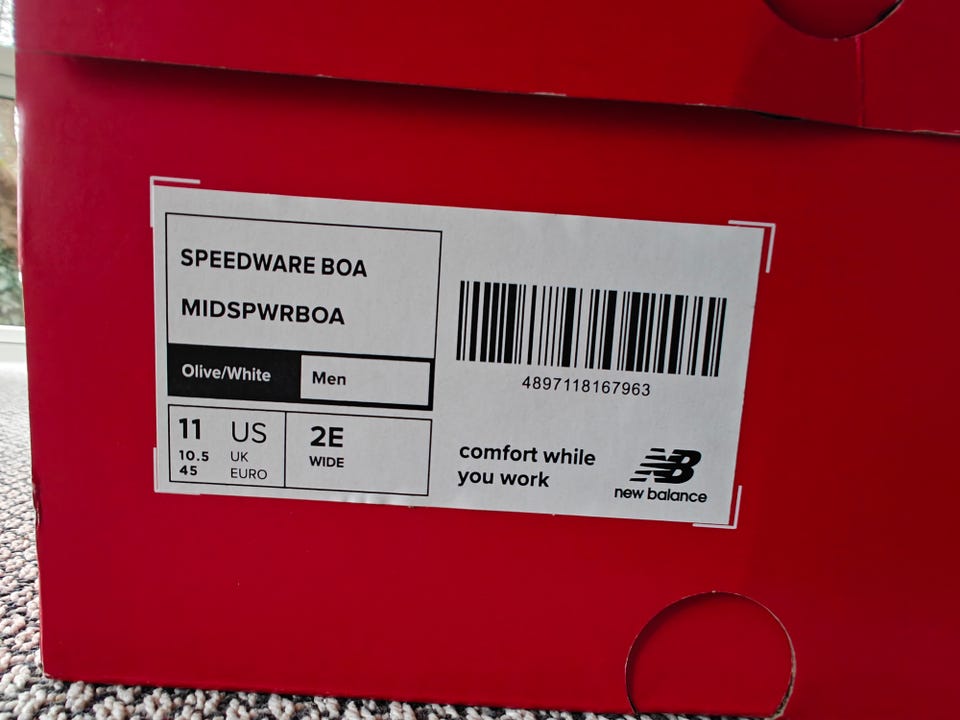 SPEEDWARE BOA
MIDSPWRBOA
Olive/White
Men
11 US
10.5 UK
45 EURO
2E
WIDE
4897118167963
comfort while
you work
NB
new balance